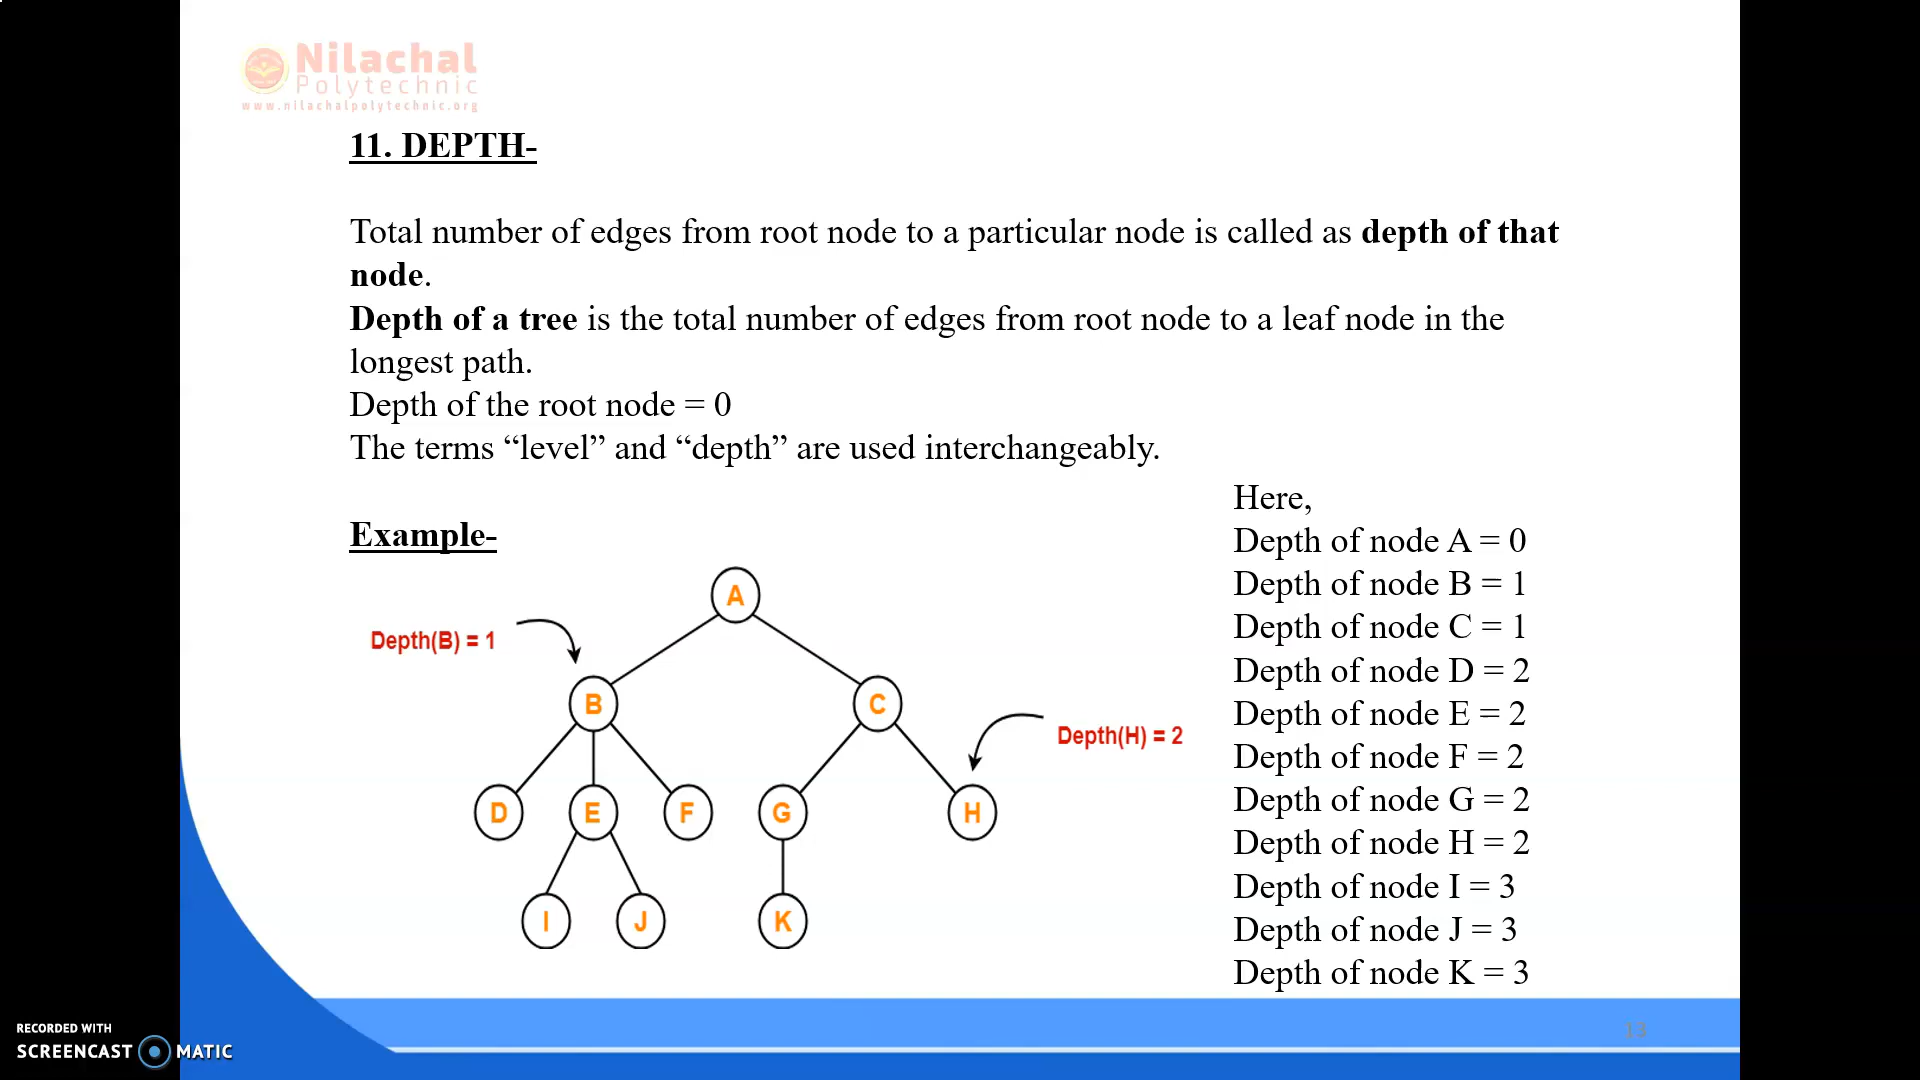 Nilachal
Polytechnic
www.nilachalpolytechnic.org
11. DEPTH-
Total number of edges from root node to a particular node is called as depth of that
node.
Depth of a tree is the total number of edges from root node to a leaf node in the
longest path.
Depth of the root node = 0
The terms “level” and “depth” are used interchangeably.
Example-
A
Depth(B) = 1
B
C
Depth(H) = 2
D
E
F
G
H
I
J
K
Here,
Depth of node A = 0
Depth of node B = 1
Depth of node C = 1
Depth of node D = 2
Depth of node E = 2
Depth of node F = 2
Depth of node G = 2
Depth of node H = 2
Depth of node I = 3
Depth of node J = 3
Depth of node K = 3
13
RECORDED WITH
SCREENCAST MATIC